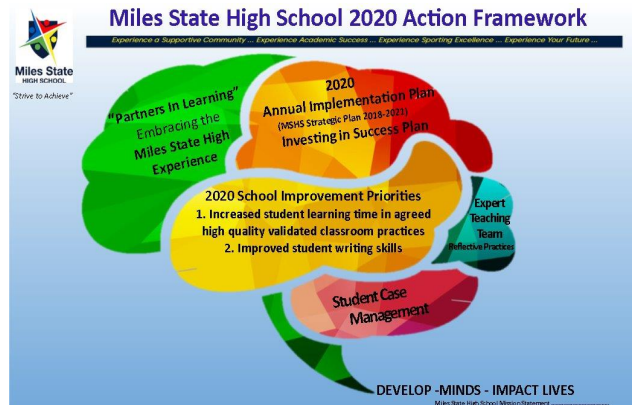 Miles State High School 2020 Action Framework
Experience a Supportive Community ... Experience Academic Success ... Experience Sporting Excellence ... Experience Your Future ...
Miles State
HIGH SCHOOL
"Strive to Achieve"
"Partners In Learning"
Embracing the
Miles State High
Experience
2020
Annual Implementation Plan
(MSHS Strategic Plan 2018-2021)
Investing in Success Plan
2020 School Improvement Priorities
1. Increased student learning time in agreed
high quality validated classroom practices
2. Improved student writing skills
Expert
Teaching
Team
Reflective Practices
Student Case
Management
DEVELOP -MINDS - IMPACT LIVES
Miles State High School Mission Statement